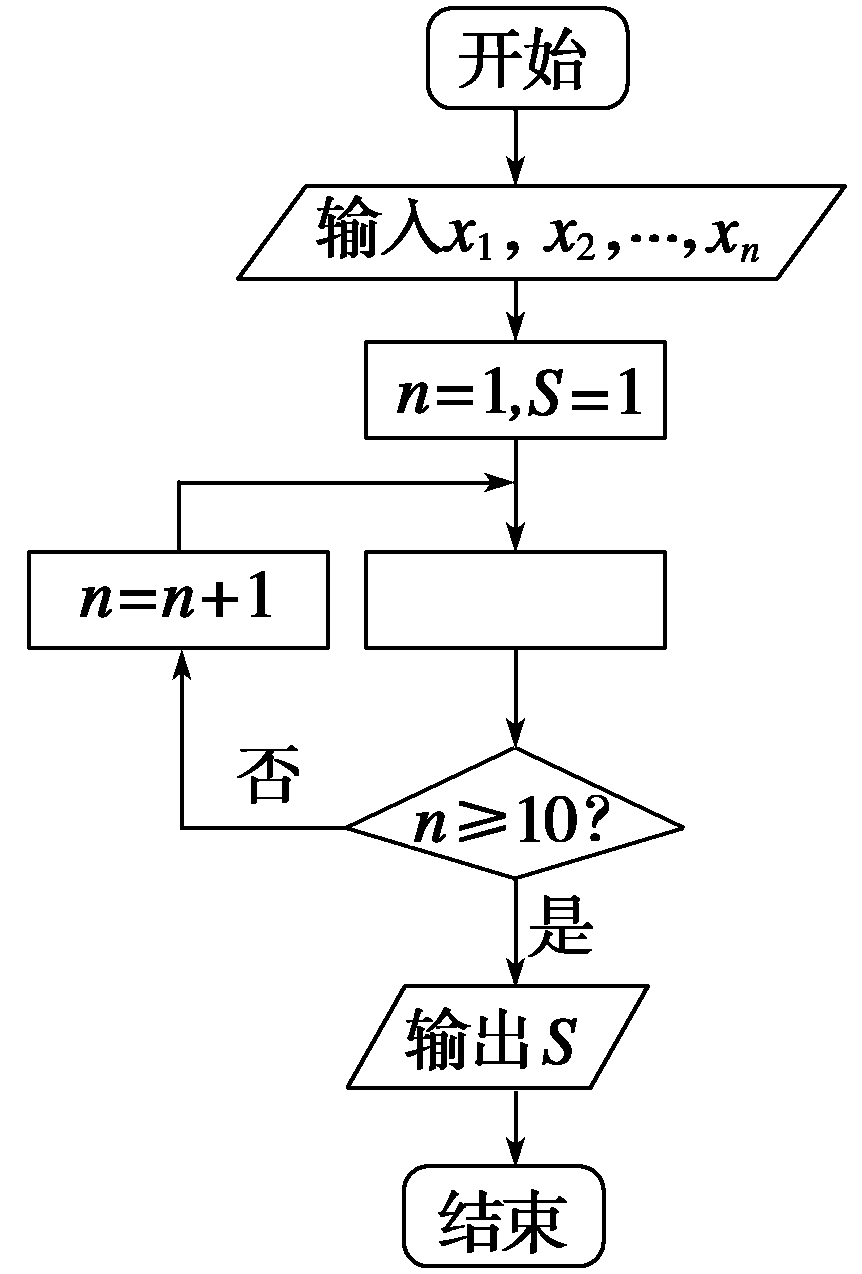 开始
输入x₁, x₂,…,xₙ
n=1,S=1
n=n+1
否
n≥10?
是
输出S
结束